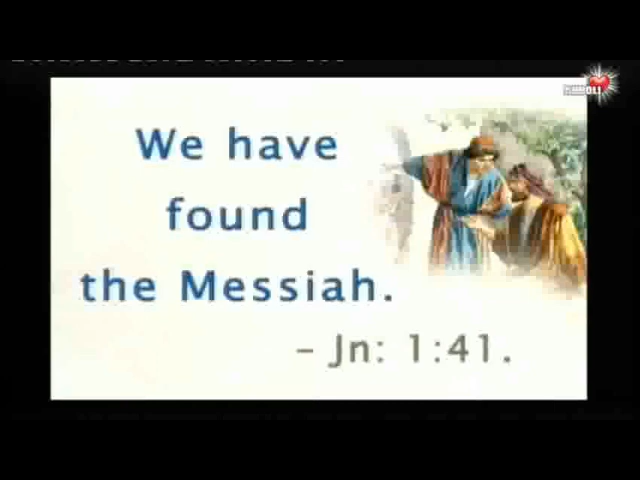 We have
found
the Messiah.
– Jn: 1:41.